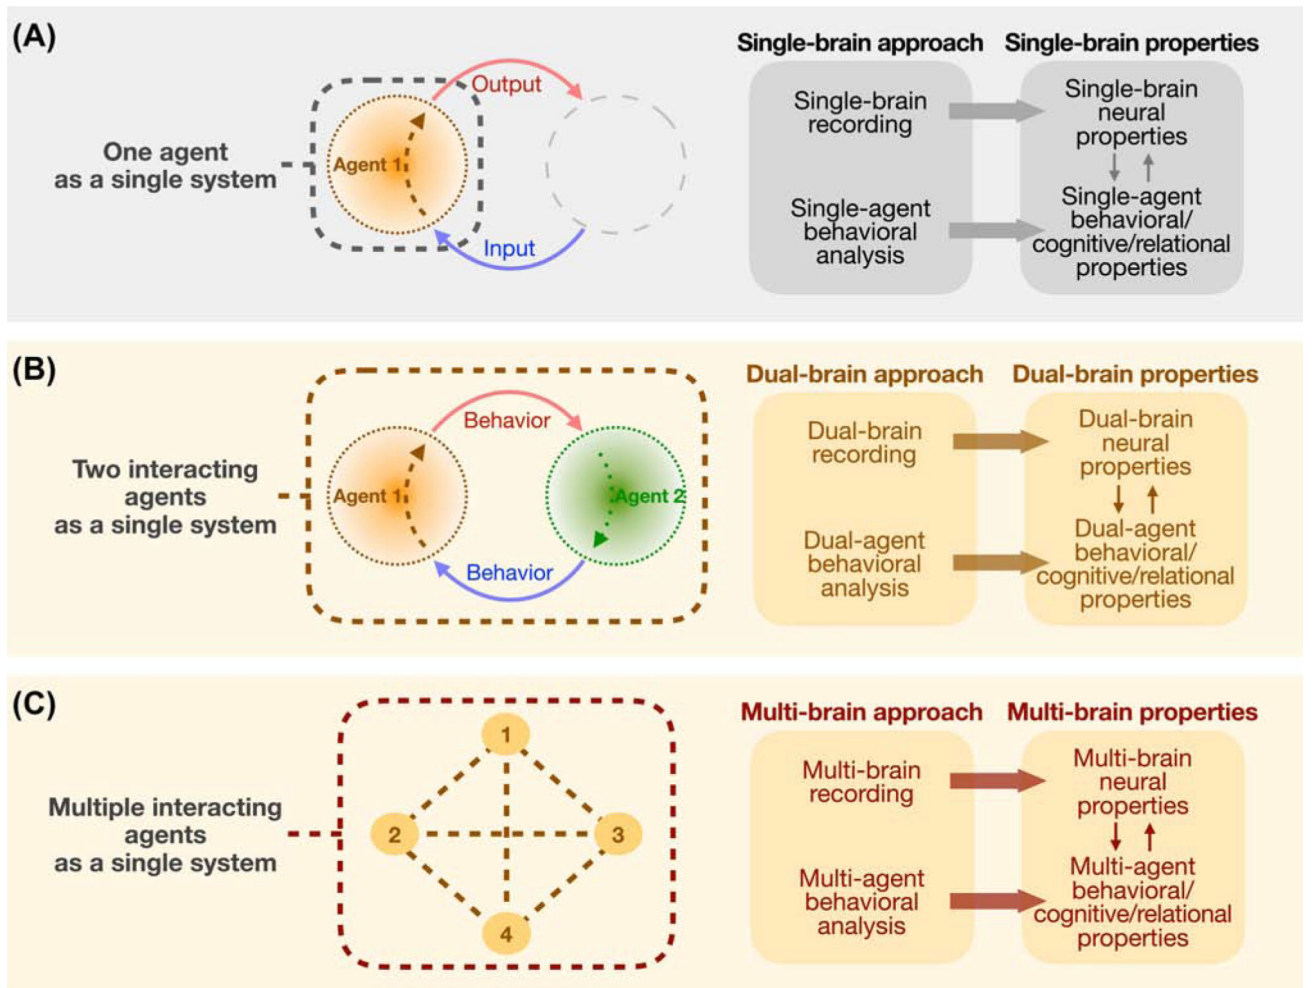 (A)
One agent
as a single system
Agent 1
Output
Input
Single-brain approach
Single-brain
recording
Single-agent
behavioral
analysis
Single-brain properties
Single-brain
neural
properties
Single-agent
behavioral/
cognitive/relational
properties
(B)
Two interacting
agents
as a single system
Agent 1
Behavior
Agent 2
Behavior
Dual-brain approach
Dual-brain
recording
Dual-agent
behavioral
analysis
Dual-brain properties
Dual-brain
neural
properties
Dual-agent
behavioral/
cognitive/relational
properties
(C)
Multiple interacting
agents
as a single system
1
2
3
4
Multi-brain approach
Multi-brain
recording
Multi-agent
behavioral
analysis
Multi-brain properties
Multi-brain
neural
properties
Multi-agent
behavioral/
cognitive/relational
properties